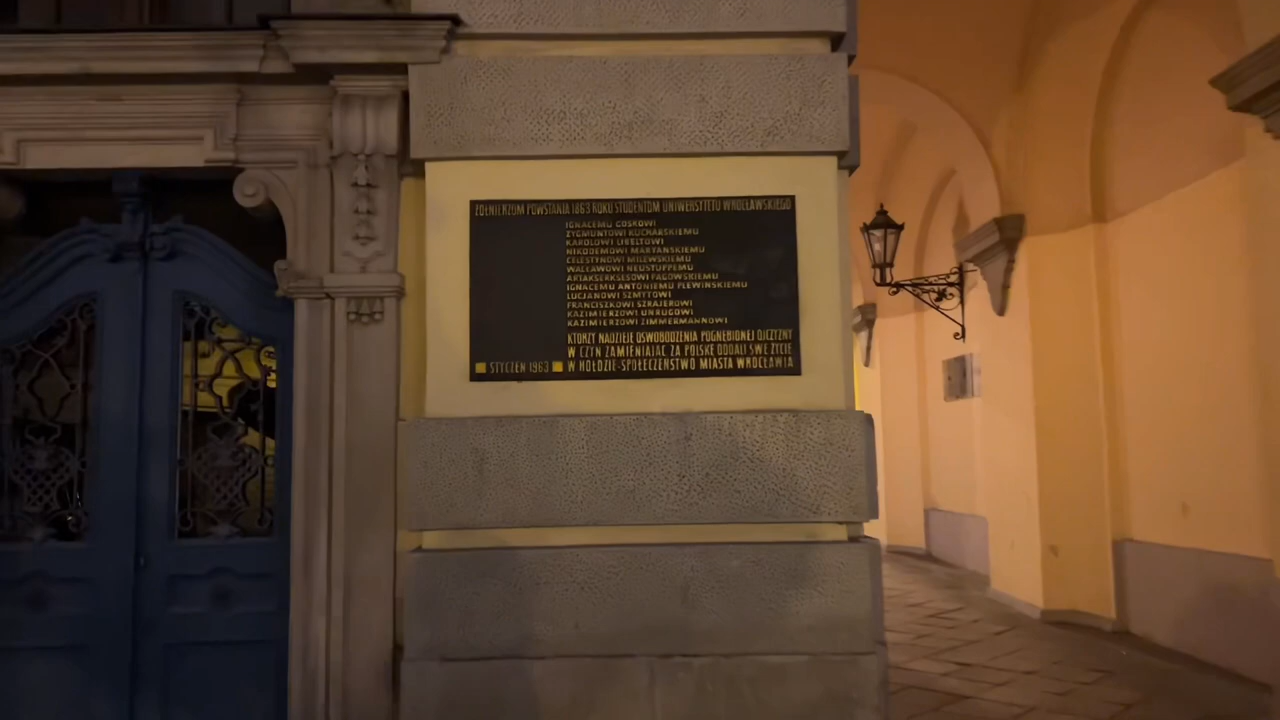 ŻOŁNIERZOM POWSTANIA 1863 ROKU STUDENTOM UNIWERSYTETU WROCŁAWSKIEGO
IGNACEMU GOSKOWI
ZYGMUNTOWI KUCHARSKIEMU
KAROLOWI LIBELTOWI
NIKODEMOWI MARYAŃSKIEMU
CELESTYNOWI MILEWSKIEMU
WACŁAWOWI NEUSTUPPEMU
ARTAKSERKSESOWI PAGOWSKIEMU
IGNACEMU ANTONIEMU PLEWIŃSKIEMU
LUCJANOWI SZMYTOWI
FRANCISZKOWI SZRAJEROWI
KAZIMIERZOWI UNRUGOWI
KAZIMIERZOWI ZIMMERMANNOWI
KTÓRZY NADZIEJĘ OSWOBODZENIA POGNĘBIONEJ OJCZYZNY
W CZYN ZAMIENIAJĄC ZA POLSKĘ ODDALI SWE ŻYCIE
STYCZEŃ 1963 W HOŁDZIE-SPOŁECZEŃSTWO MIASTA WROCŁAWIA